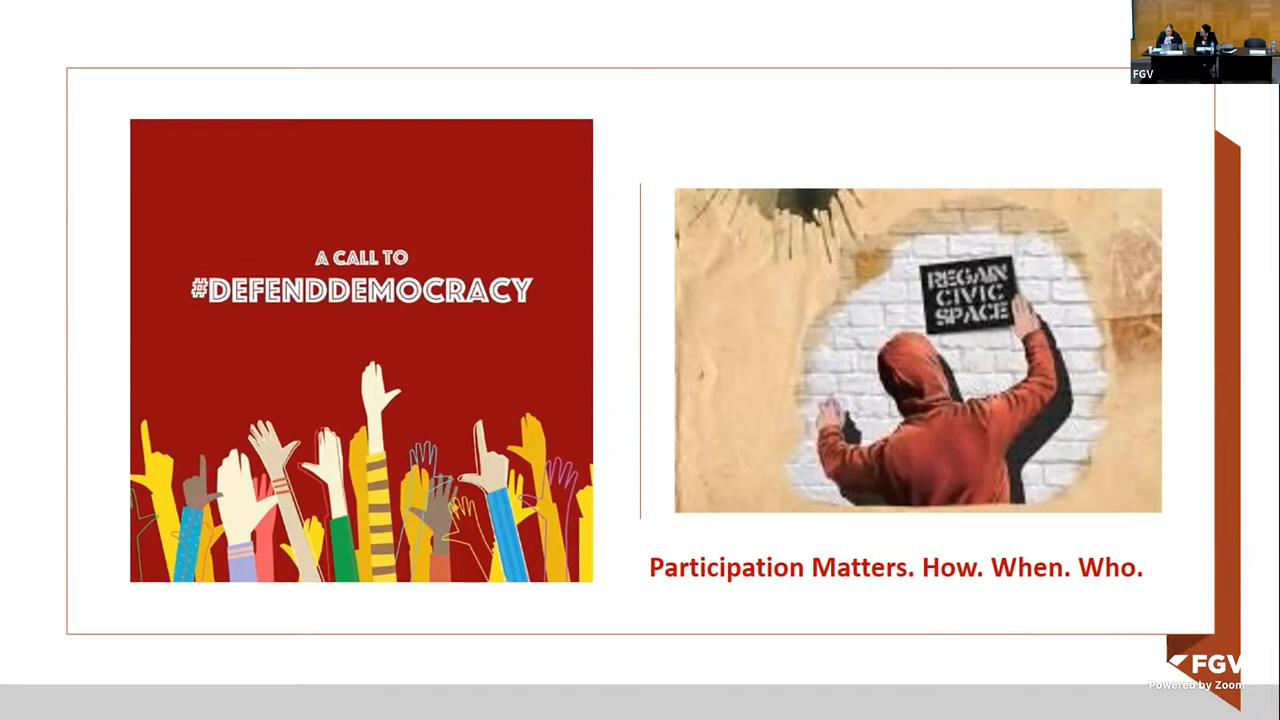 FGV
A CALL TO
#DEFENDDEMOCRACY
REGAIN
CIVIC
SPACE
Participation Matters. How. When. Who.
FGV
Powered by Zoom